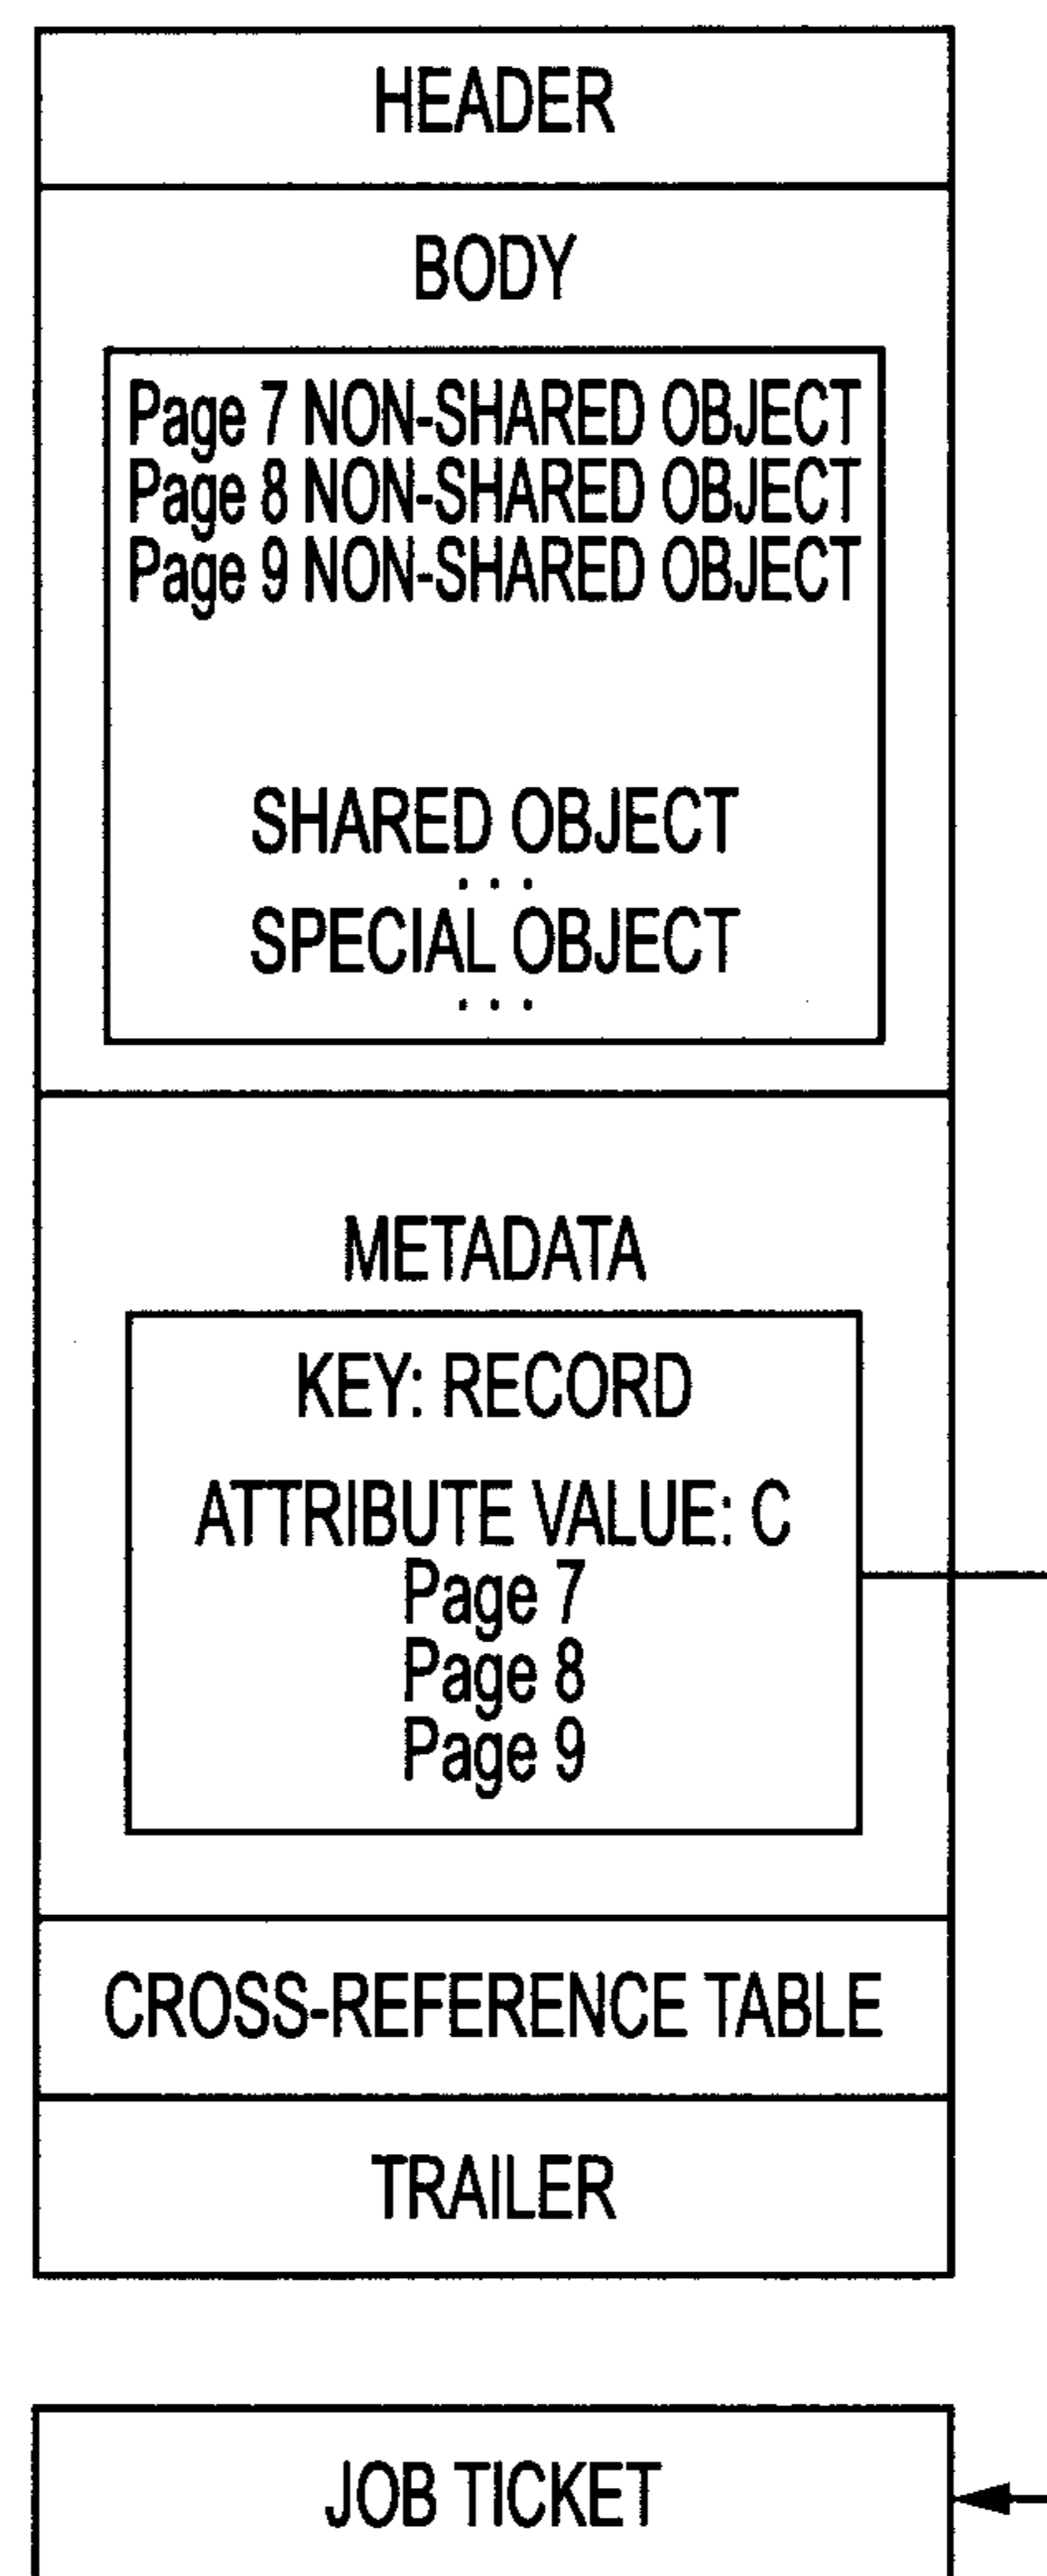 HEADER
BODY
Page 7 NON-SHARED OBJECT
Page 8 NON-SHARED OBJECT
Page 9 NON-SHARED OBJECT
SHARED OBJECT
. . .
SPECIAL OBJECT
. . .
METADATA
KEY: RECORD
ATTRIBUTE VALUE: C
Page 7
Page 8
Page 9
CROSS-REFERENCE TABLE
TRAILER
JOB TICKET